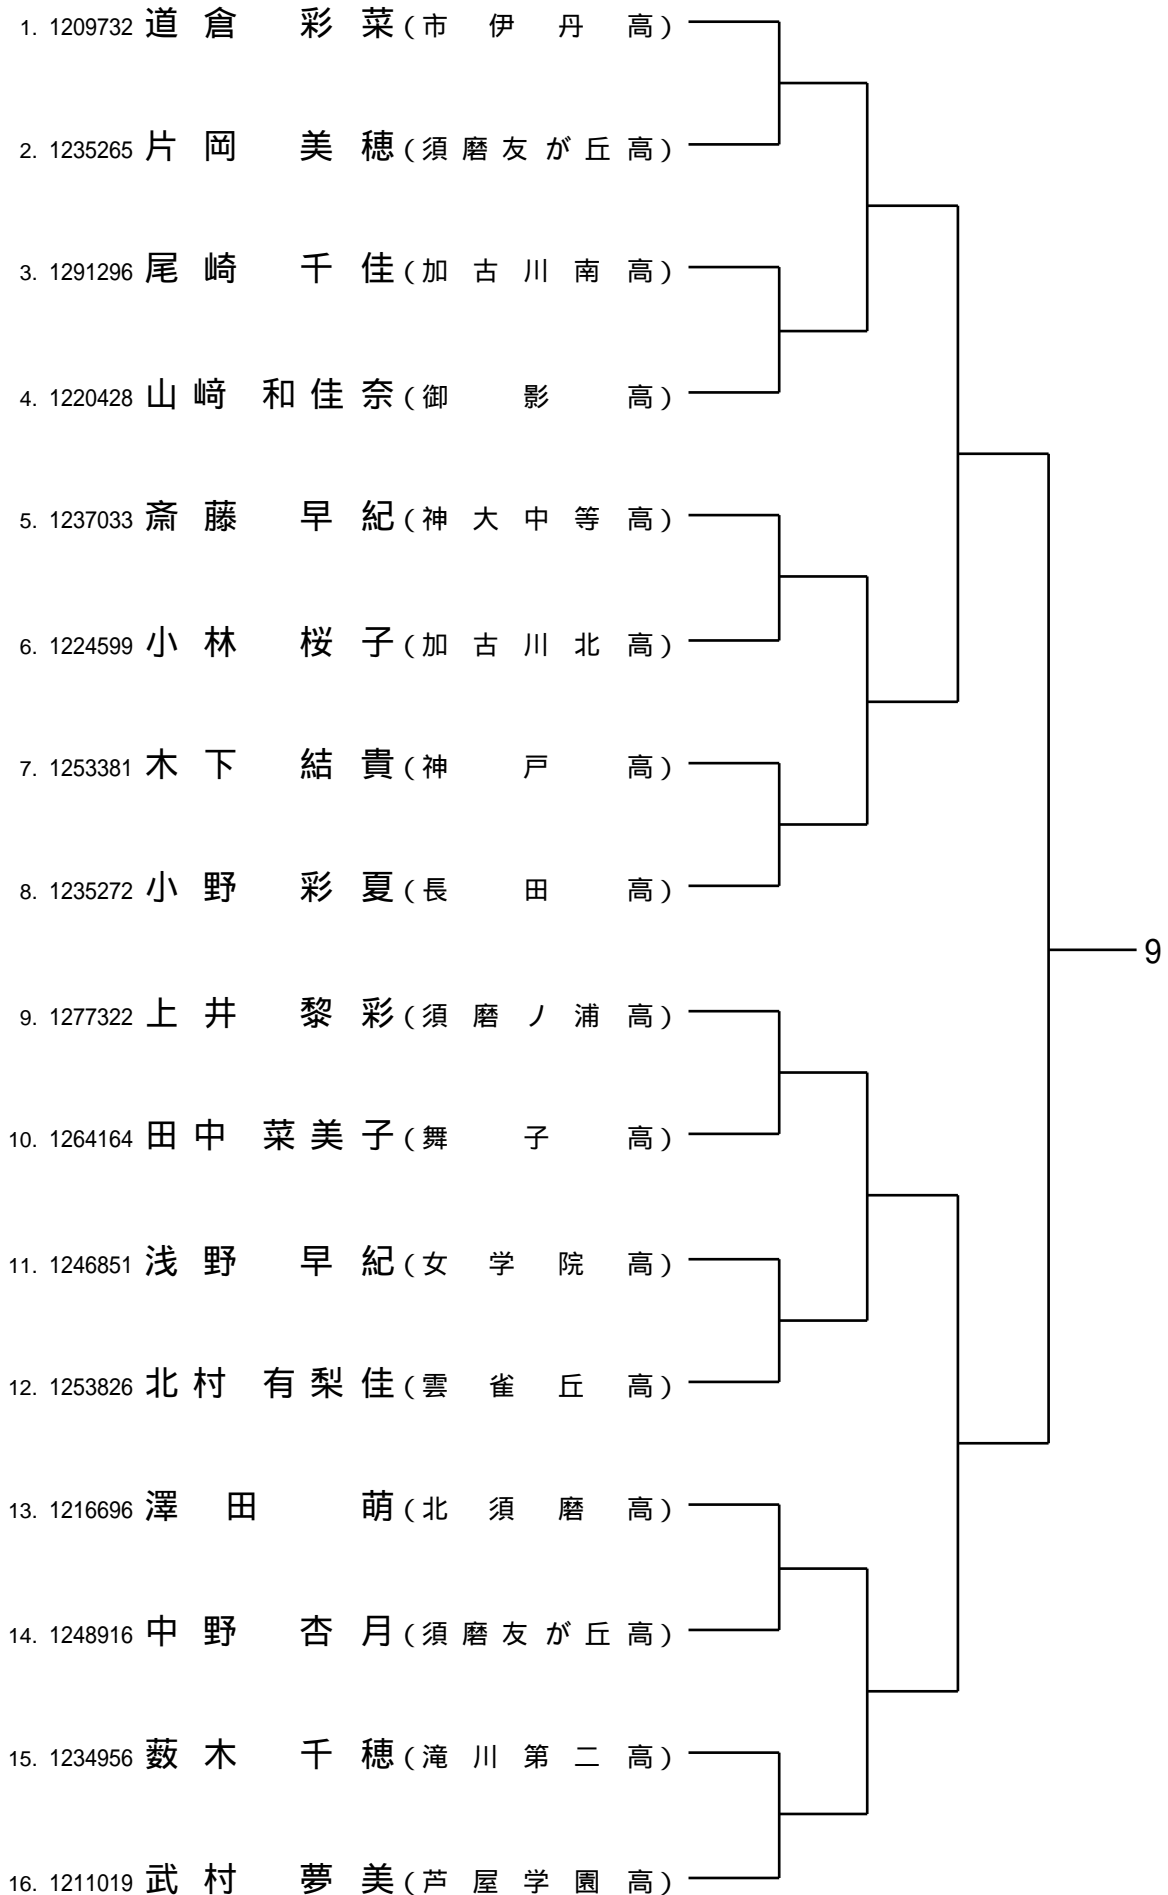 1. 1209732 道倉 彩菜(市伊丹高)
2. 1235265 片岡 美穂(須磨友が丘高)
3. 1291296 尾崎 千佳(加古川南高)
4. 1220428 山﨑 和佳奈(御影高)
5. 1237033 斎藤 早紀(神大中等高)
6. 1224599 小林 桜子(加古川北高)
7. 1253381 木下 結貴(神戸高)
8. 1235272 小野 彩夏(長田高)
9
9. 1277322 上井 黎彩(須磨ノ浦高)
10. 1264164 田中 菜美子(舞子高)
11. 1246851 浅野 早紀(女学院高)
12. 1253826 北村 有梨佳(雲雀丘高)
13. 1216696 澤田 萌(北須磨高)
14. 1248916 中野 杏月(須磨友が丘高)
15. 1234956 薮木 千穂(滝川第二高)
16. 1211019 武村 夢美(芦屋学園高)